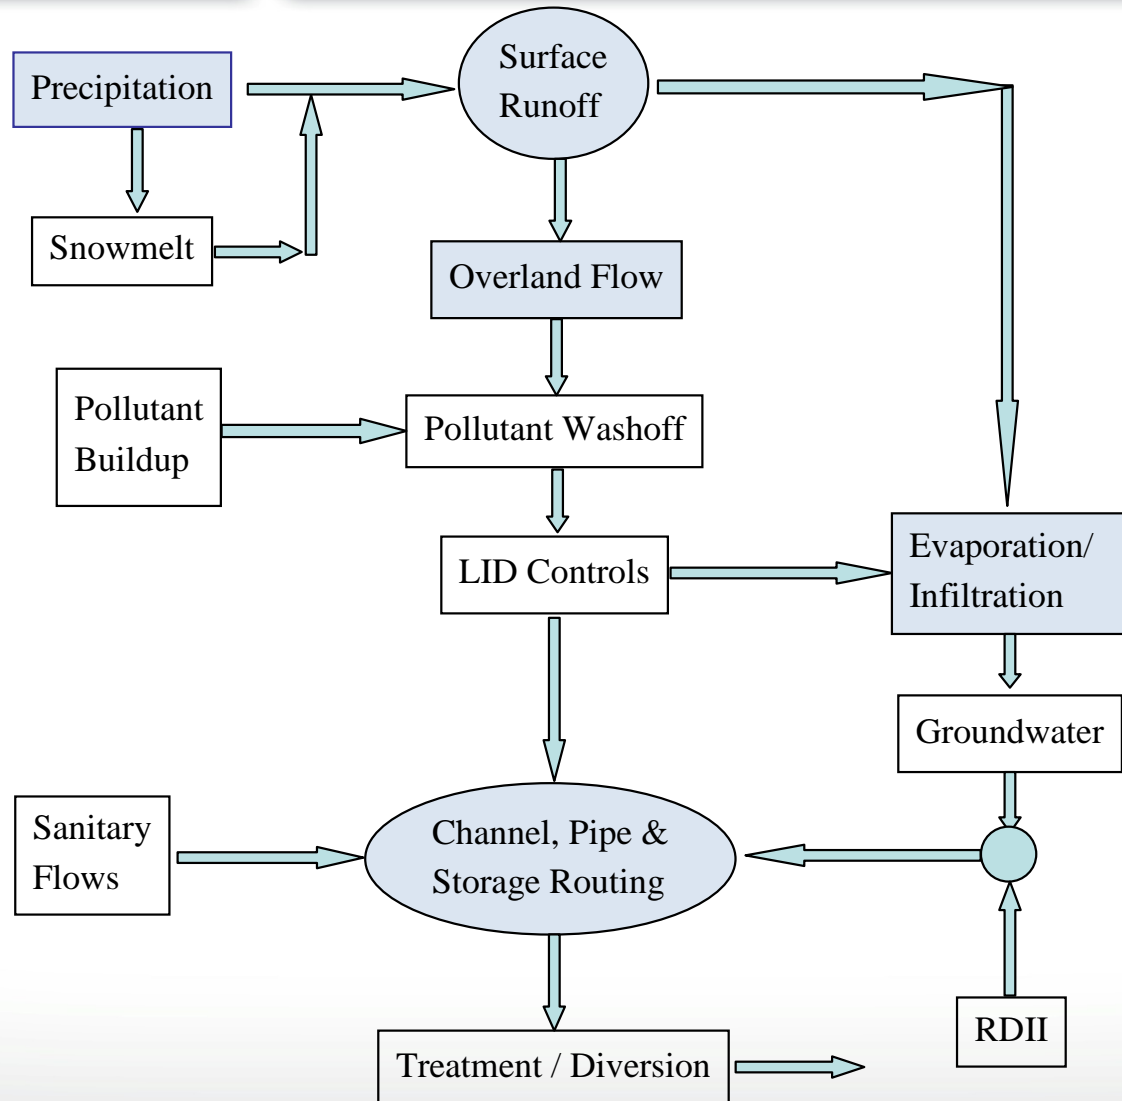 Precipitation
Surface
Runoff
Snowmelt
Overland Flow
Pollutant
Buildup
Pollutant Washoff
LID Controls
Evaporation/
Infiltration
Groundwater
Sanitary
Flows
Channel, Pipe &
Storage Routing
RDII
Treatment / Diversion